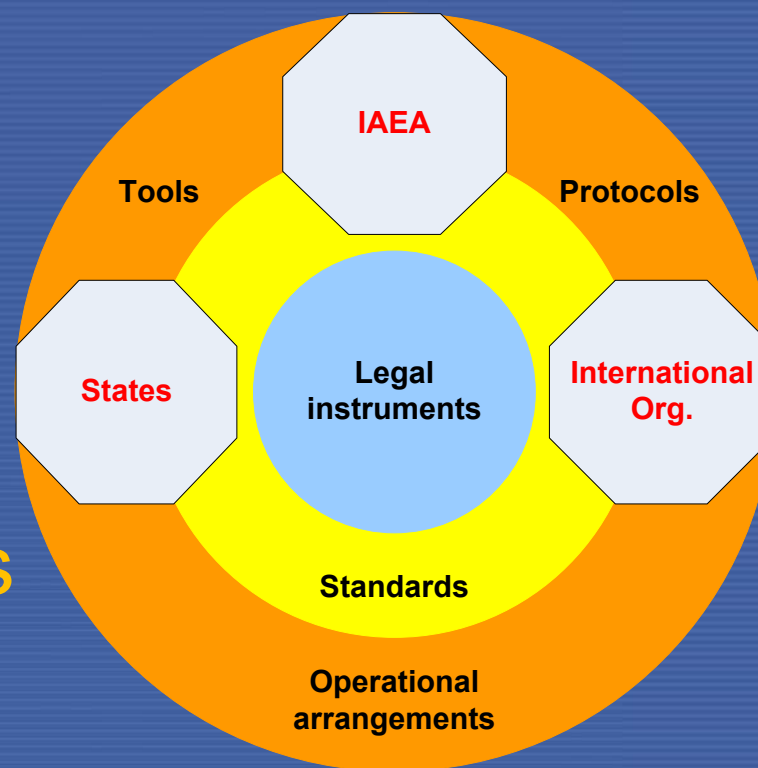 IAEA
Tools
Protocols
States
Legal
instruments
International
Org.
s
Standards
Operational
arrangements